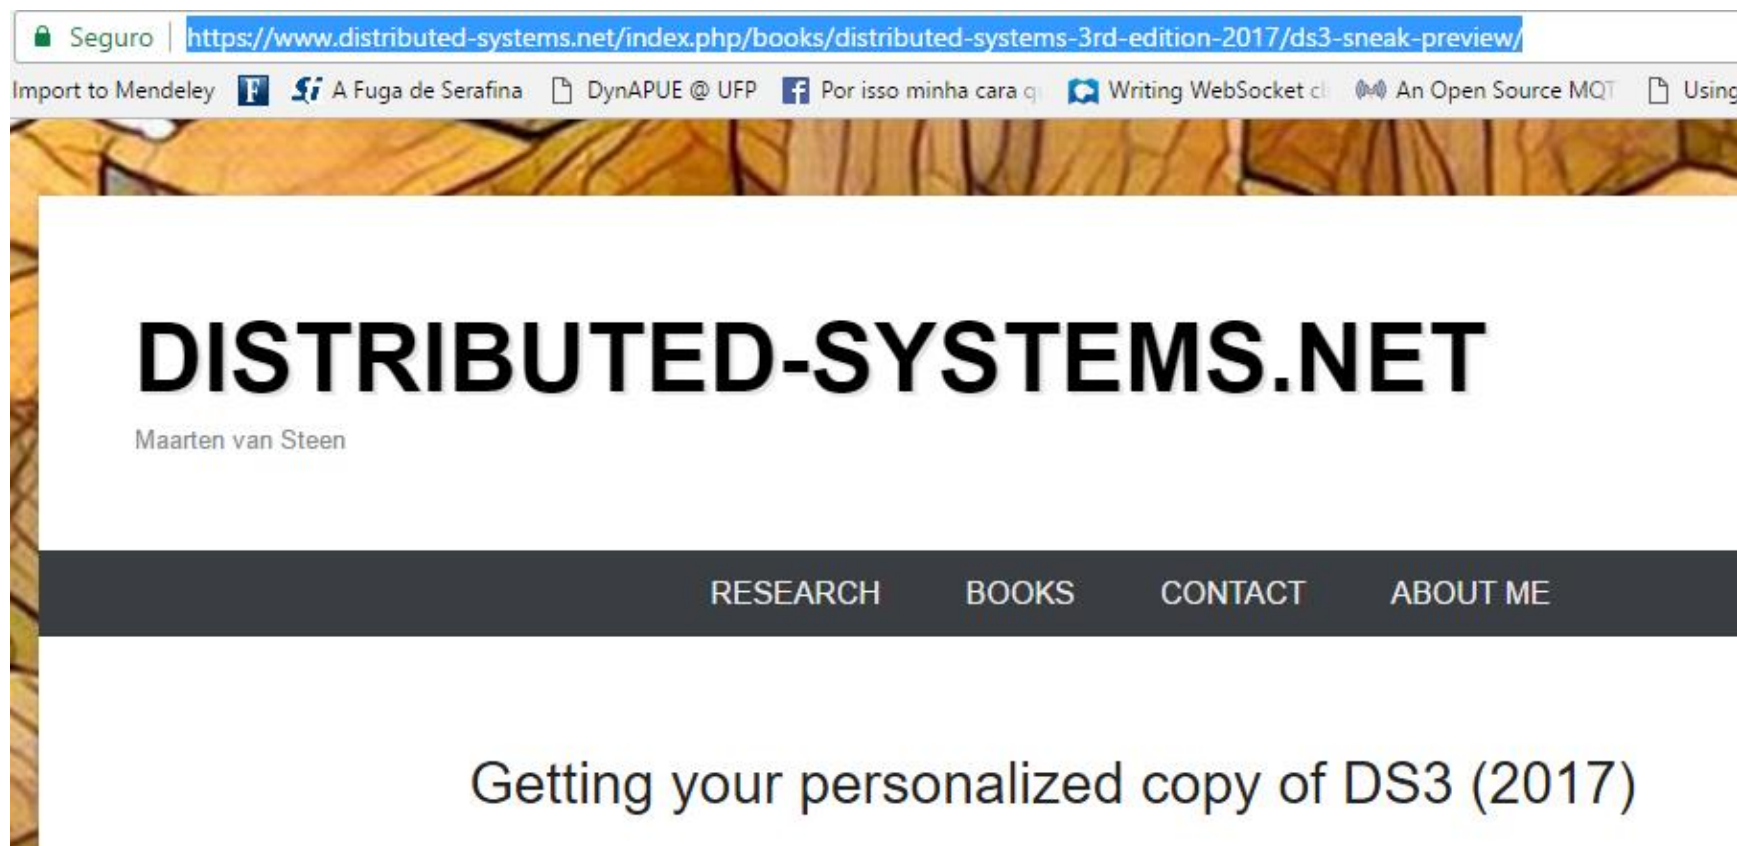 Seguro | https://www.distributed-systems.net/index.php/books/distributed-systems-3rd-edition-2017/ds3-sneak-preview/
Import to Mendeley F Si A Fuga de Serafina DynAPUE @ UFP f Por isso minha cara Writing WebSocket An Open Source Using
DISTRIBUTED-SYSTEMS.NET
Maarten van Steen
RESEARCH BOOKS CONTACT ABOUT ME
Getting your personalized copy of DS3 (2017)